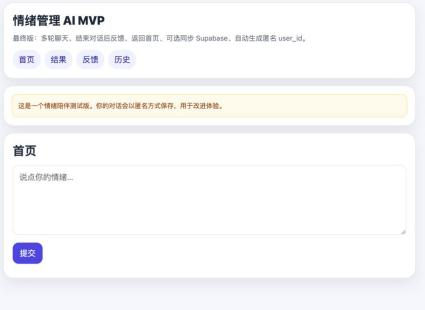 情绪管理 AI MVP
最终版：多轮聊天、结束对话后反馈、返回首页、可选同步 Supabase、自动生成匿名 user_id。
首页 结果 反馈 历史
这是一个情绪陪伴测试版。你的对话会以匿名方式保存，用于改进体验。
首页
说点你的情绪...
提交